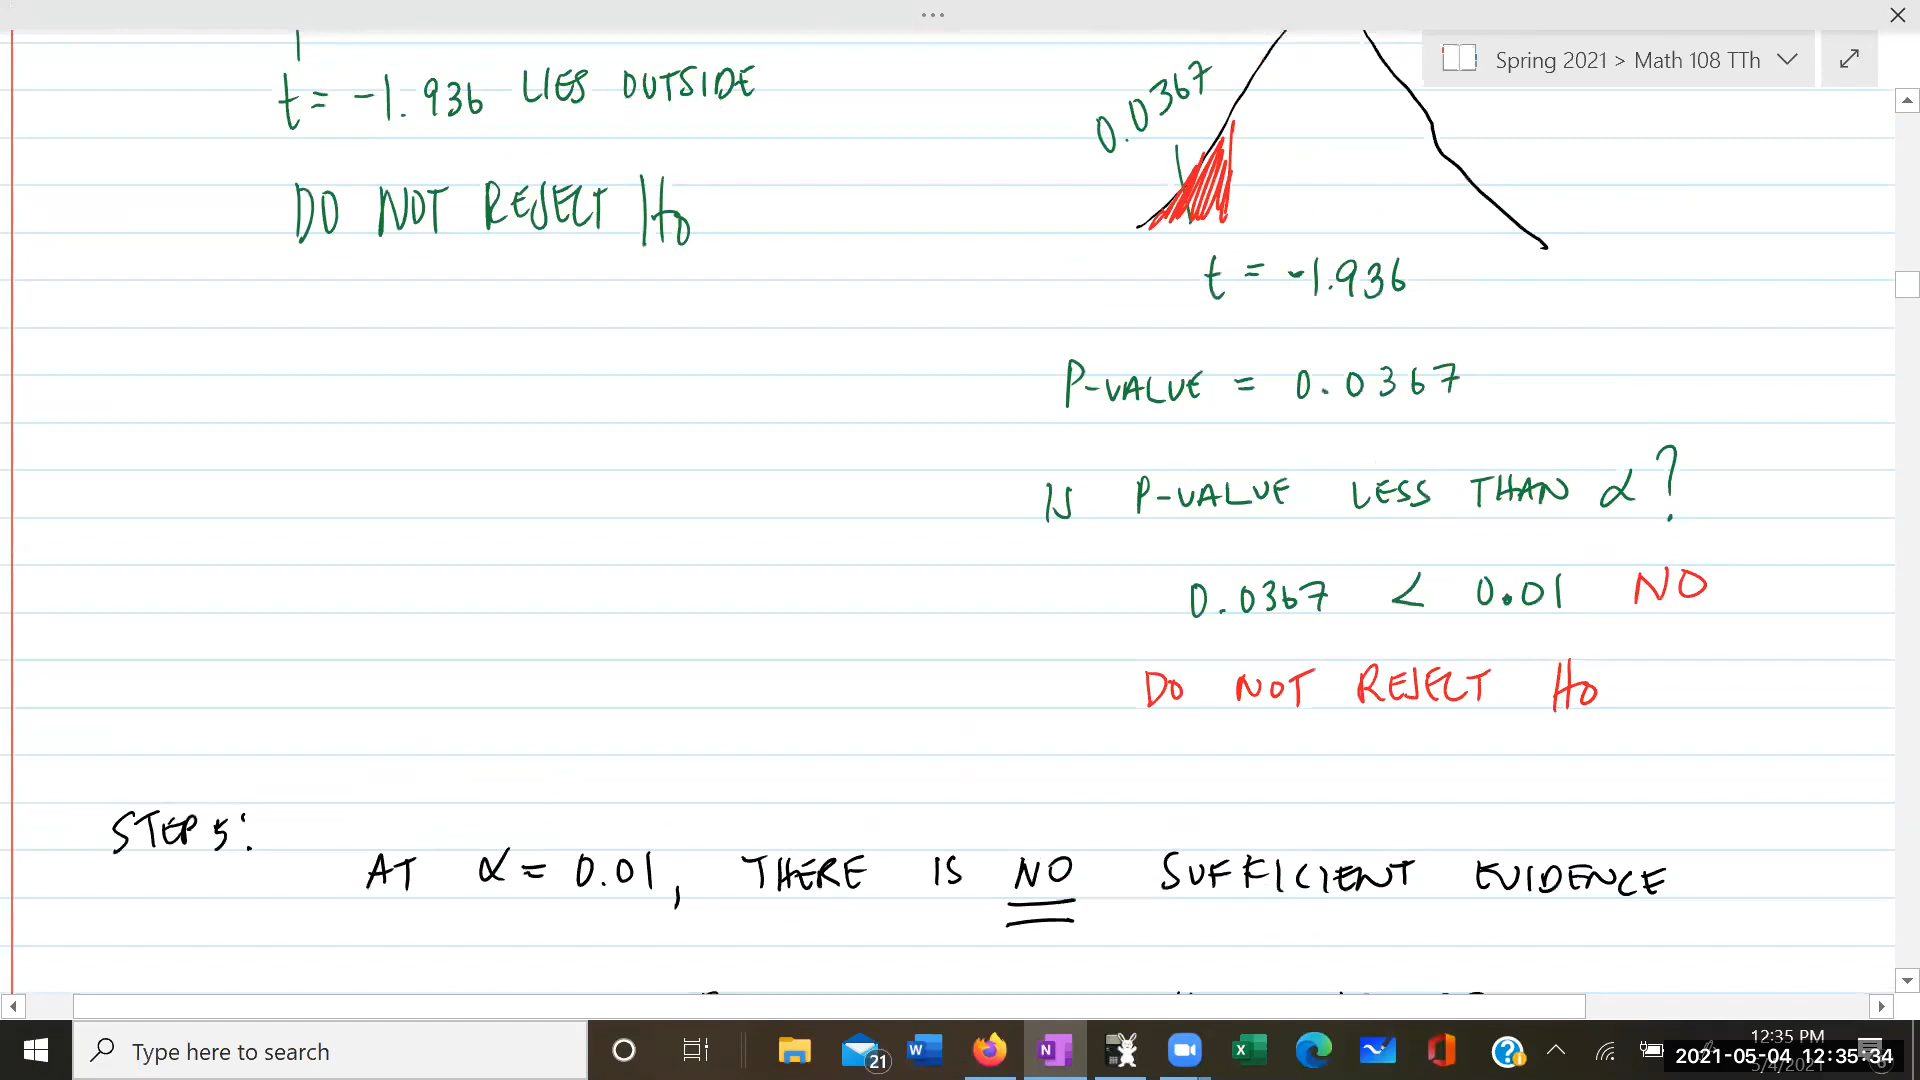 Spring 2021 > Math 108 TTh
t = -1.936 LIES OUTSIDE
DO NOT REJECT H0
0.0367
t = -1.936
P-VALUE = 0.0367
IS P-VALUE LESS THAN α?
0.0367 < 0.01 NO
DO NOT REJECT H0
STEP 5:
AT α = 0.01, THERE IS NO SUFFICIENT EVIDENCE
Type here to search
21
12:35 PM
2021-05-04 12:35:34